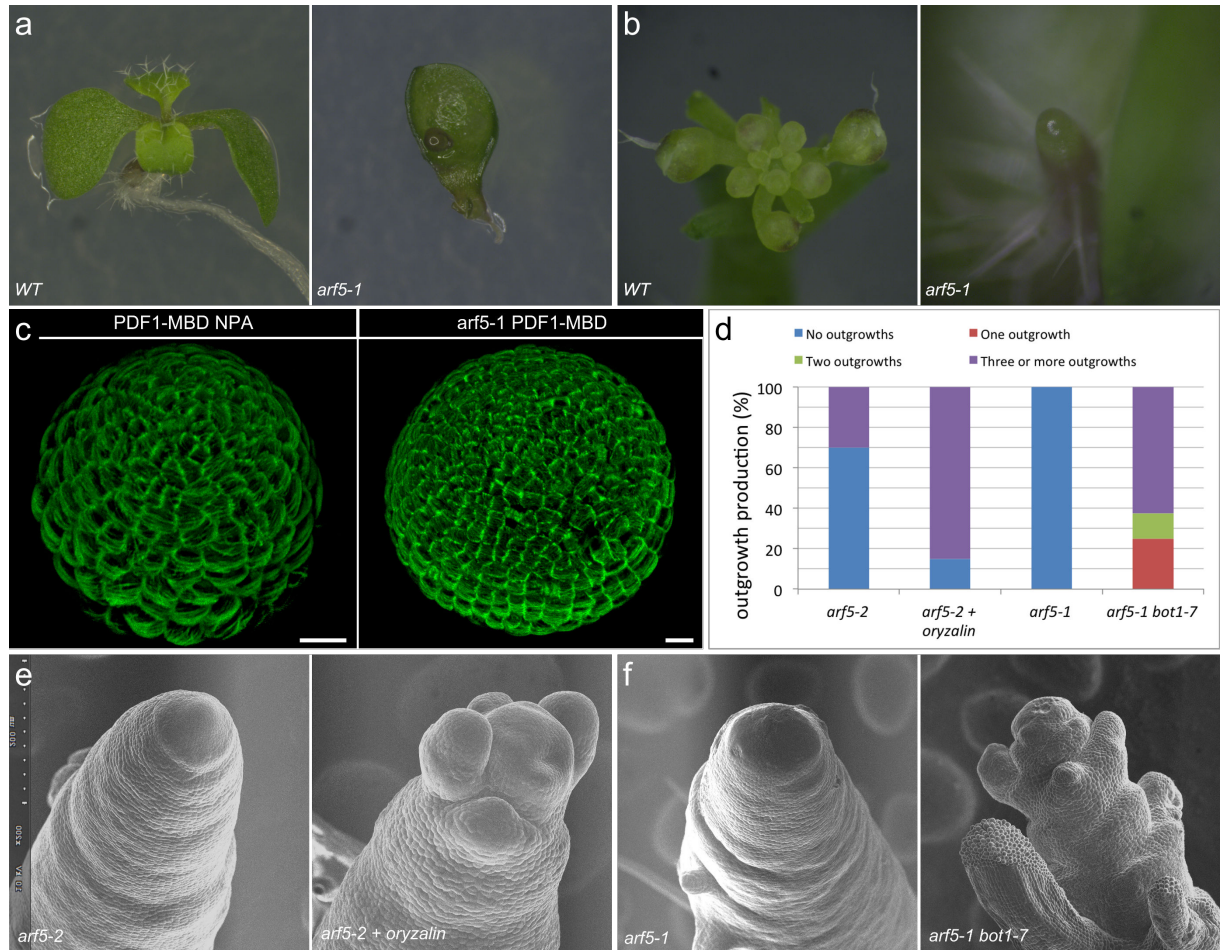 a
WT
arf5-1
b
WT
arf5-1
c
PDF1-MBD NPA
arf5-1 PDF1-MBD
d
No outgrowths
One outgrowth
Two outgrowths
Three or more outgrowths
outgrowth production (%)
100
80
60
40
20
0
arf5-2
arf5-2 +
oryzalin
arf5-1
arf5-1 bot1-7
e
X300
arf5-2
arf5-2 + oryzalin
f
arf5-1
arf5-1 bot1-7